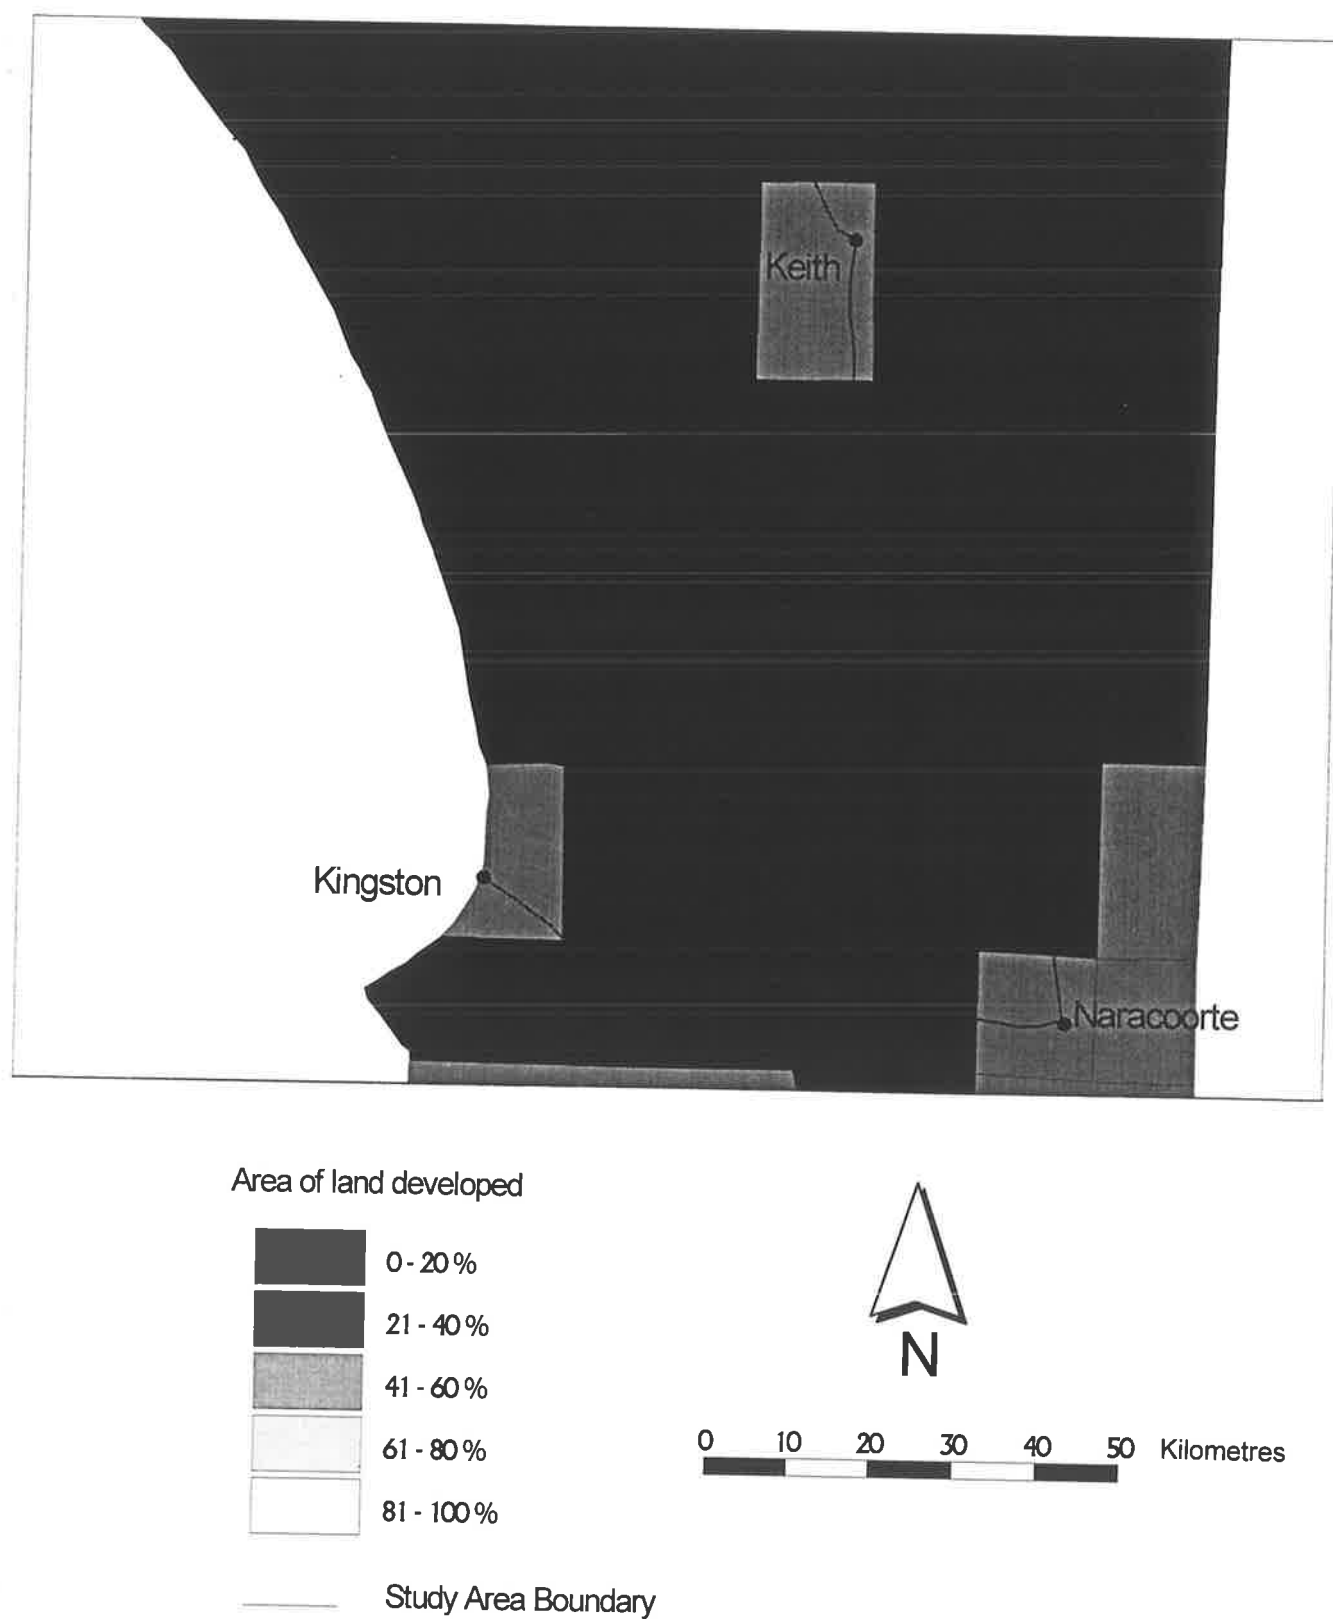 Keith
Kingston
Naracoorte
Area of land developed
0 - 20 %
21 - 40 %
41 - 60 %
61 - 80 %
81 - 100 %
Study Area Boundary
N
0 10 20 30 40 50 Kilometres